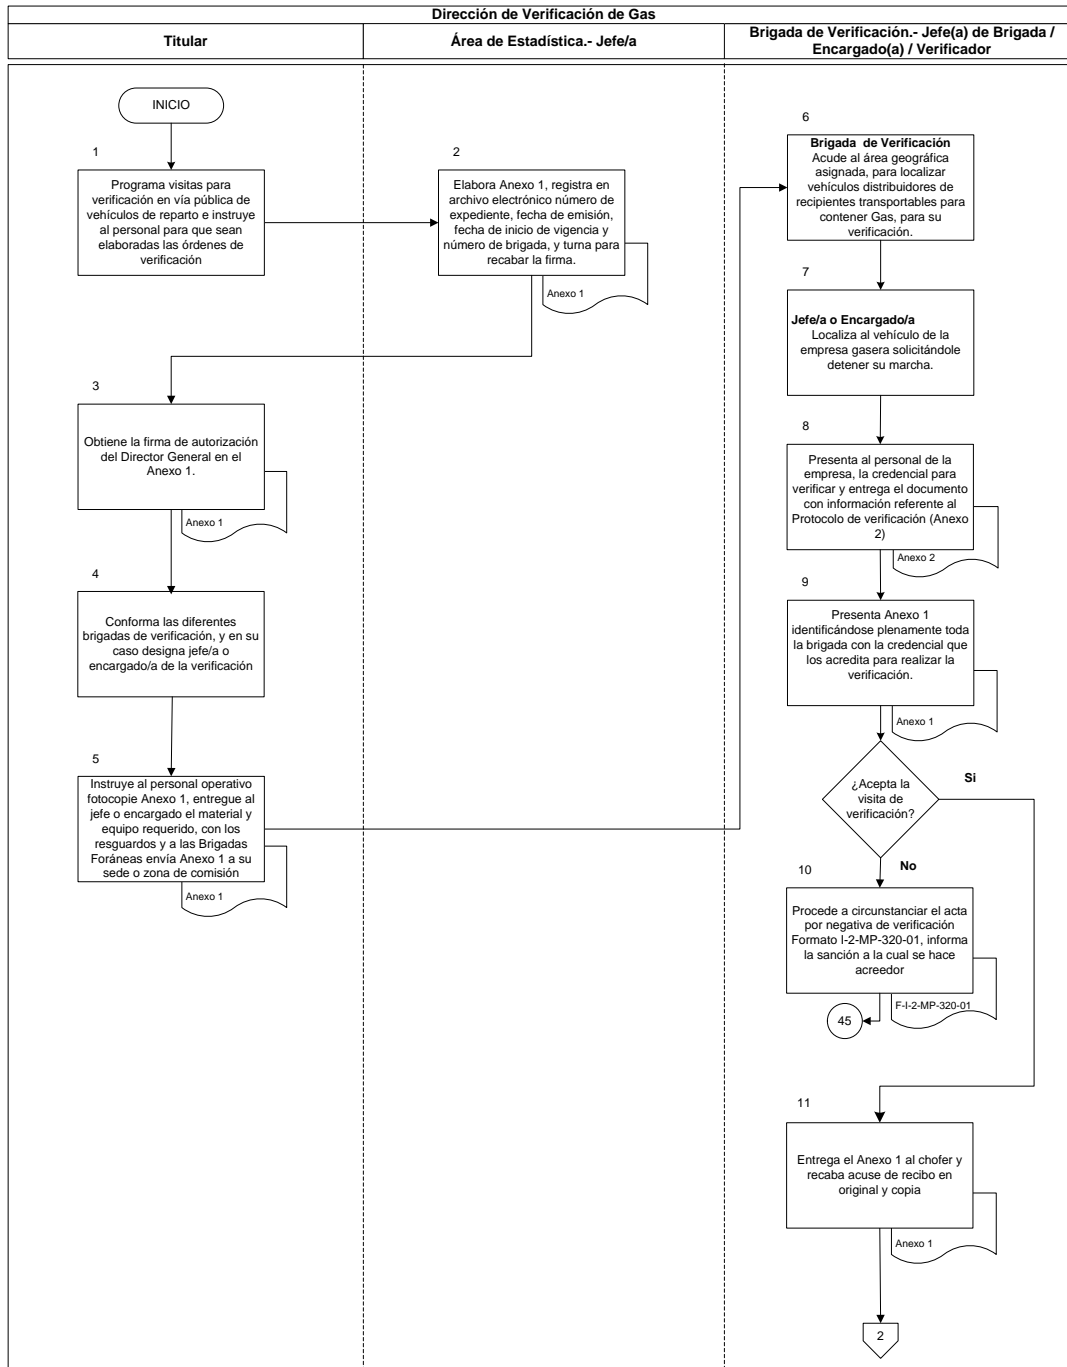 Dirección de Verificación de Gas
Titular
Área de Estadística.- Jefe/a
Brigada de Verificación.- Jefe(a) de Brigada /
Encargado(a) / Verificador
INICIO
1
Programa visitas para
verificación en vía pública de
vehículos de reparto e instruye
al personal para que sean
elaboradas las órdenes de
verificación
2
Elabora Anexo 1, registra en
archivo electrónico número de
expediente, fecha de emisión,
fecha de inicio de vigencia y
número de brigada, y turna para
recabar la firma.
Anexo 1
3
Obtiene la firma de autorización
del Director General en el
Anexo 1.
Anexo 1
4
Conforma las diferentes
brigadas de verificación, y en su
caso designa jefe/a o
encargado/a de la verificación
5
Instruye al personal operativo
fotocopie Anexo 1, entregue al
jefe o encargado el material y
equipo requerido, con los
resguardos y a las Brigadas
Foráneas envía Anexo 1 a su
sede o zona de comisión
Anexo 1
6
Brigada de Verificación
Acude al área geográfica
asignada, para localizar
vehículos distribuidores de
recipientes transportables para
contener Gas, para su
verificación.
7
Jefe/a o Encargado/a
Localiza al vehículo de la
empresa gasera solicitándole
detener su marcha.
8
Presenta al personal de la
empresa, la credencial para
verificar y entrega el documento
con información referente al
Protocolo de verificación (Anexo
2)
Anexo 2
9
Presenta Anexo 1
identificándose plenamente toda
la brigada con la credencial que
los acredita para realizar la
verificación.
Anexo 1
¿Acepta la
visita de
verificación?
Si
No
10
Procede a circunstanciar el acta
por negativa de verificación
Formato I-2-MP-320-01, informa
la sanción a la cual se hace
acreedor
F-I-2-MP-320-01
45
11
Entrega el Anexo 1 al chofer y
recaba acuse de recibo en
original y copia
Anexo 1
2